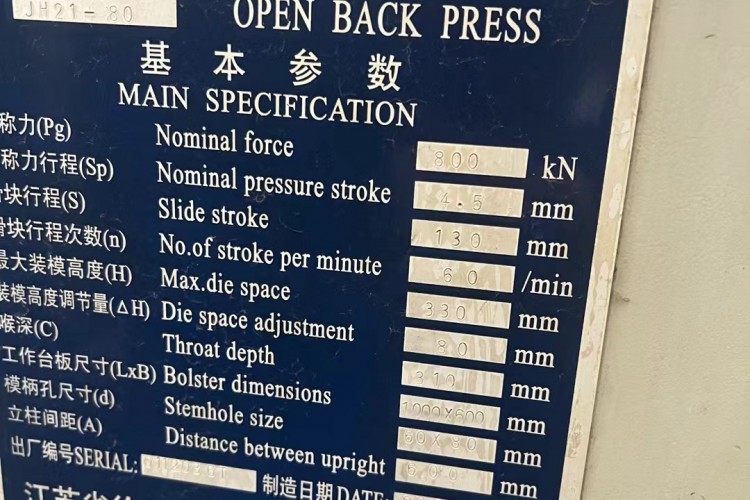 JH21-80 OPEN BACK PRESS
基本参数
MAIN SPECIFICATION
称力(Pg) Nominal force 800 kN
称力行程(Sp) Nominal pressure stroke 4.5 mm
块行程(S) Slide stroke 130 mm
块行程次数(n) No.of stroke per minute 60 /min
最大装模高度(H) Max.die space 330 mm
装模高度调节量(△H) Die space adjustment 80 mm
喉深(C) Throat depth 310 mm
工作台板尺寸(LxB) Bolster dimensions 1000×600 mm
模柄孔尺寸(d) Stemhole size 50×80 mm
立柱间距(A) Distance between upright mm
出厂编号SERIAL: 制造日期DATE:
江苏省